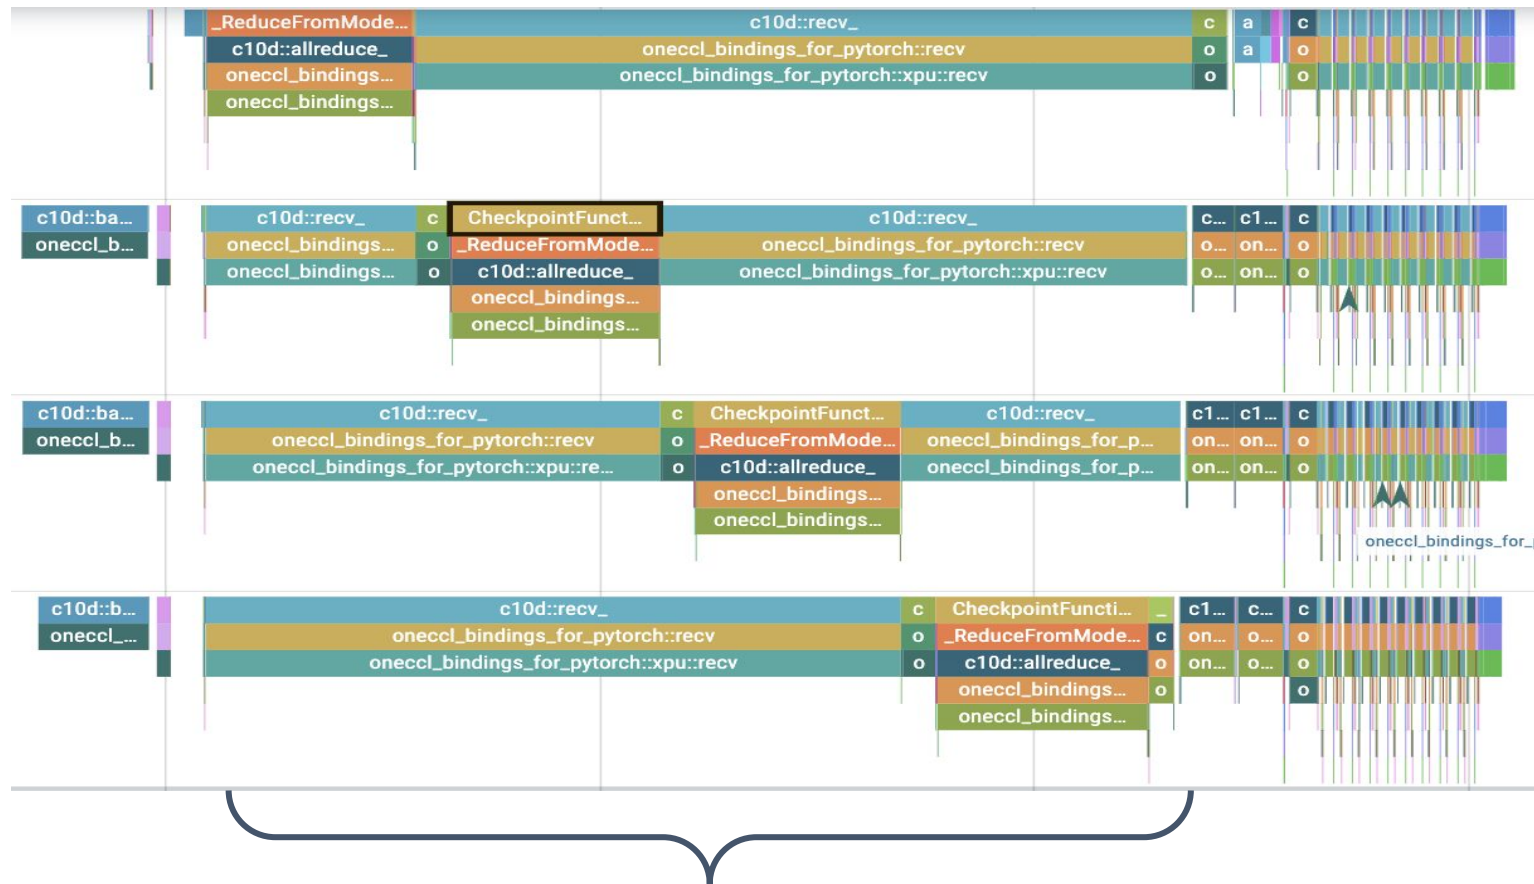 _ReduceFromMode... c10d::recv_ c a c
c10d::allreduce_ oneccl_bindings_for_pytorch::recv o a o
oneccl_bindings... oneccl_bindings_for_pytorch::xpu::recv o o
oneccl_bindings...
c10d::ba... c10d::recv_ c CheckpointFunct... c10d::recv_ c... c1... c
oneccl_b... oneccl_bindings... o _ReduceFromMode... oneccl_bindings_for_pytorch::recv o... on... o
oneccl_bindings... o c10d::allreduce_ oneccl_bindings_for_pytorch::xpu::recv o... on... o
oneccl_bindings...
oneccl_bindings...
c10d::ba... c10d::recv_ c CheckpointFunct... c10d::recv_ c1... c1... c
oneccl_b... oneccl_bindings_for_pytorch::recv o _ReduceFromMode... oneccl_bindings_for_p... on... on... o
oneccl_bindings_for_pytorch::xpu::re... o c10d::allreduce_ oneccl_bindings_for_p... on... on... o
oneccl_bindings...
oneccl_bindings...
oneccl_bindings_for_
c10d::b... c10d::recv_ c CheckpointFuncti... _ c1... c... c
oneccl_... oneccl_bindings_for_pytorch::recv o _ReduceFromMode... c on... o... o
oneccl_bindings_for_pytorch::xpu::recv o c10d::allreduce_ o on... o... o
oneccl_bindings... o o
oneccl_bindings...